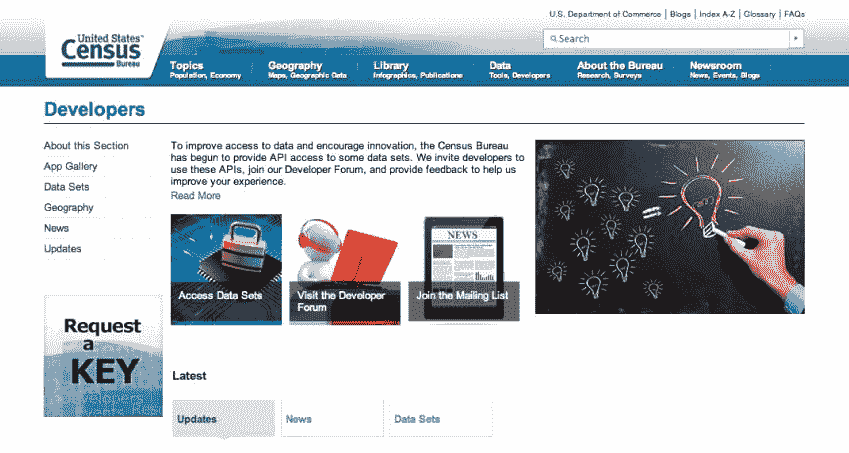 U.S. Department of Commerce | Blogs | Index A-Z | Glossary | FAQs
United States™
Census
Bureau
Search
Topics
Population, Economy
Geography
Maps, Geographic Data
Library
Infographics, Publications
Data
Tools, Developers
About the Bureau
Research, Surveys
Newsroom
News, Events, Blogs
Developers
About this Section
App Gallery
Data Sets
Geography
News
Updates
To improve access to data and encourage innovation, the Census Bureau
has begun to provide API access to some data sets. We invite developers to
use these APIs, join our Developer Forum, and provide feedback to help us
improve your experience.
Read More
Access Data Sets
Visit the Developer
Forum
NEWS
Join the Mailing List
Request
a
KEY
Latest
Updates
News
Data Sets